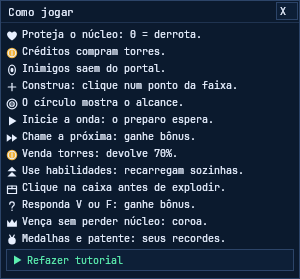 Como jogar
X
Proteja o núcleo: 0 = derrota.
Créditos compram torres.
Inimigos saem do portal.
Construa: clique num ponto da faixa.
O círculo mostra o alcance.
Inicie a onda: o preparo espera.
Chame a próxima: ganhe bônus.
Venda torres: devolve 70%.
Use habilidades: recarregam sozinhas.
Clique na caixa antes de explodir.
Responda V ou F: ganhe bônus.
Vença sem perder núcleo: coroa.
Medalhas e patente: seus recordes.
Refazer tutorial